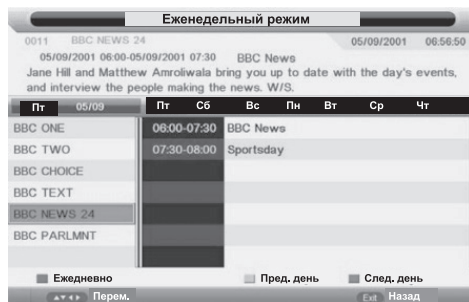 Еженедельный режим
0011 BBC NEWS 24 05/09/2001 06:56:50
05/09/2001 06:00-05/09/2001 07:30 BBC News
Jane Hill and Matthew Amroliwala bring you up to date with the day's events,
and interview the people making the news. W/S.
Пт 05/09 Пт Сб Вс Пн Вт Ср Чт
BBC ONE 06:00-07:30 BBC News
BBC TWO 07:30-08:00 Sportsday
BBC CHOICE
BBC TEXT
BBC NEWS 24
BBC PARLMNT
Ежедневно Пред. день След. день
▲▼◄► Перем. Exit Назад